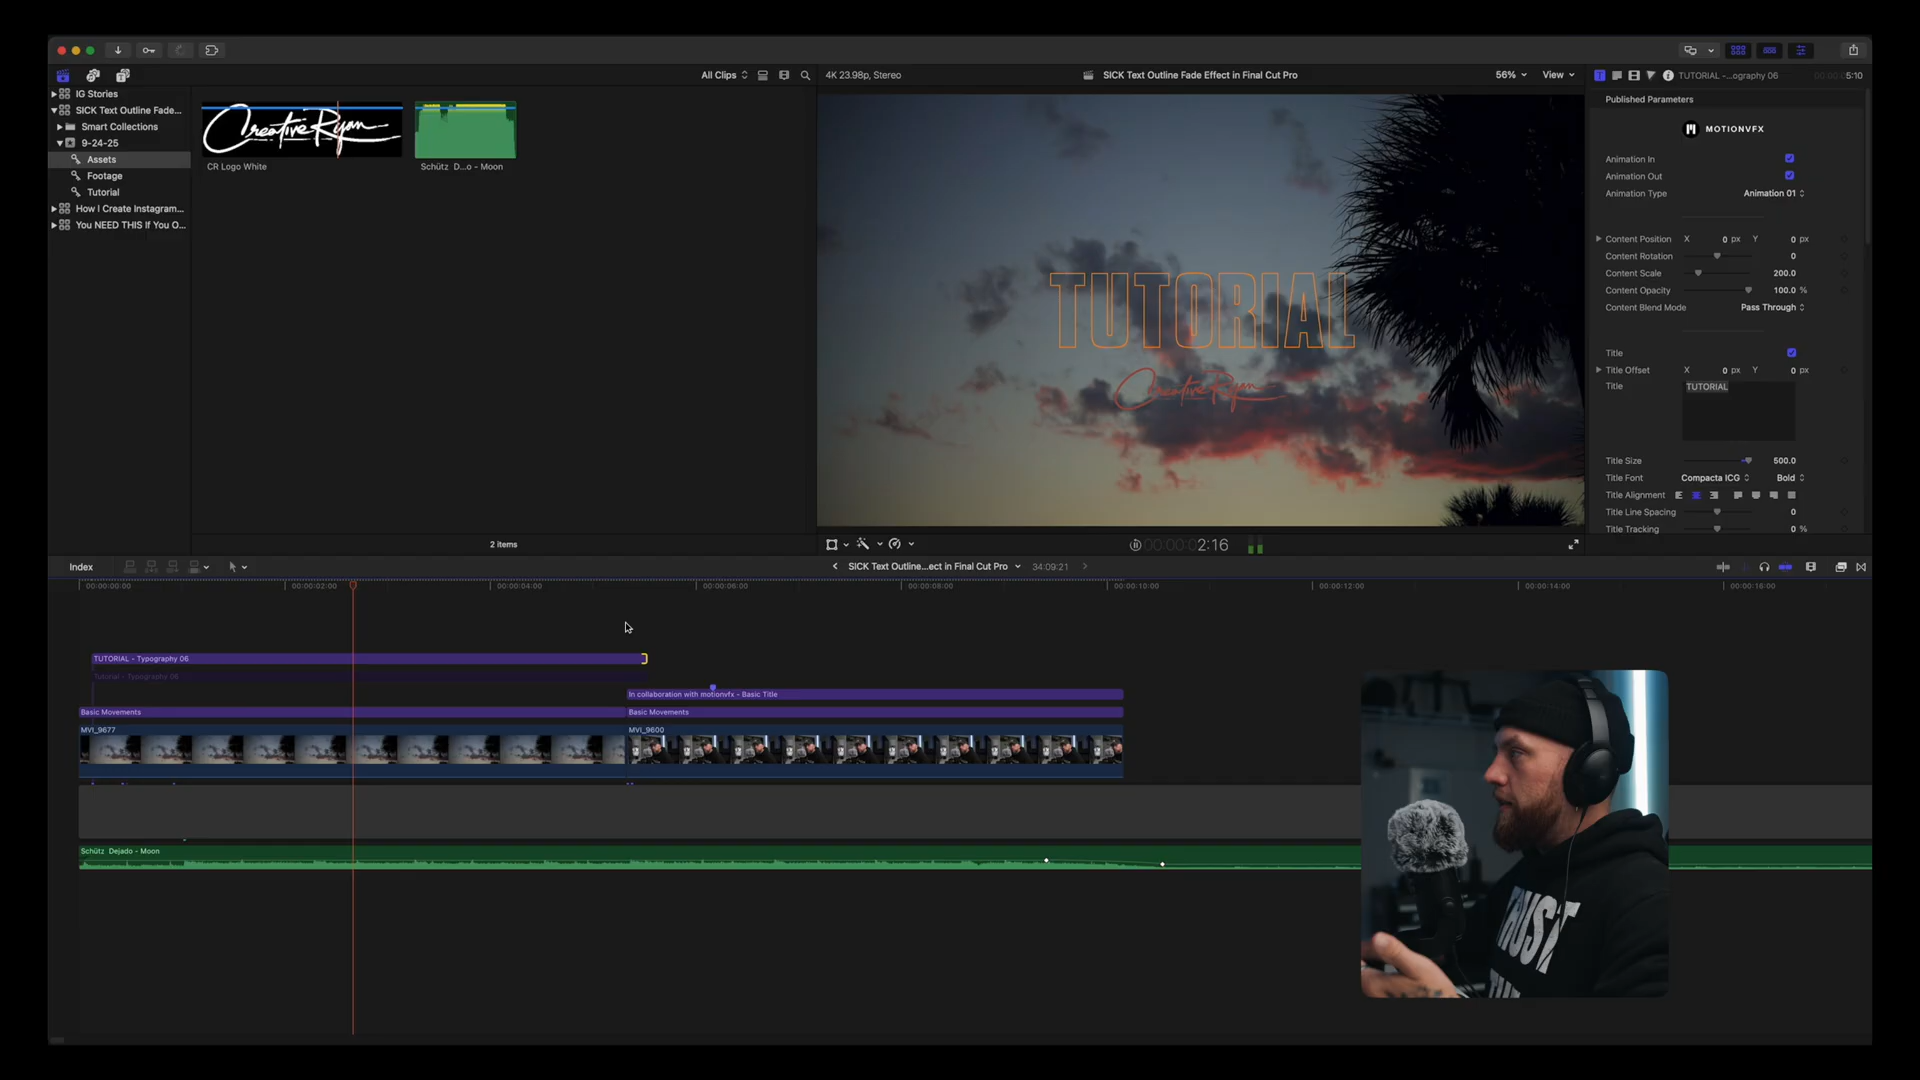 All Clips
4K 23.98p, Stereo
SICK Text Outline Fade Effect in Final Cut Pro
56%
View
TUTORIAL -...ography 06
5:10
IG Stories
SICK Text Outline Fade...
Smart Collections
9-24-25
Assets
Footage
Tutorial
How I Create Instagram...
You NEED THIS If You O...
CreativeRyan
CR Logo White
Schütz D...o - Moon
2 items
TUTORIAL
CreativeRyan
00:00:00:02:16
Published Parameters
MOTIONVFX
Animation In
Animation Out
Animation Type Animation 01
Content Position X 0 px Y 0 px
Content Rotation 0
Content Scale 200.0
Content Opacity 100.0 %
Content Blend Mode Pass Through
Title
Title Offset X 0 px Y 0 px
Title TUTORIAL
Title Size 500.0
Title Font Compacta ICG Bold
Title Alignment
Title Line Spacing 0
Title Tracking 0 %
Index
SICK Text Outline...ect in Final Cut Pro
34:09:21
00:00:00:00 00:00:02:00 00:00:04:00 00:00:06:00 00:00:08:00 00:00:10:00 00:00:12:00 00:00:14:00 00:00:16:00
TUTORIAL - Typography 06
Tutorial - Typography 06
In collaboration with motionvfx - Basic Title
Basic Movements
Basic Movements
MVI_9677
MVI_9600
Schütz Dejado - Moon